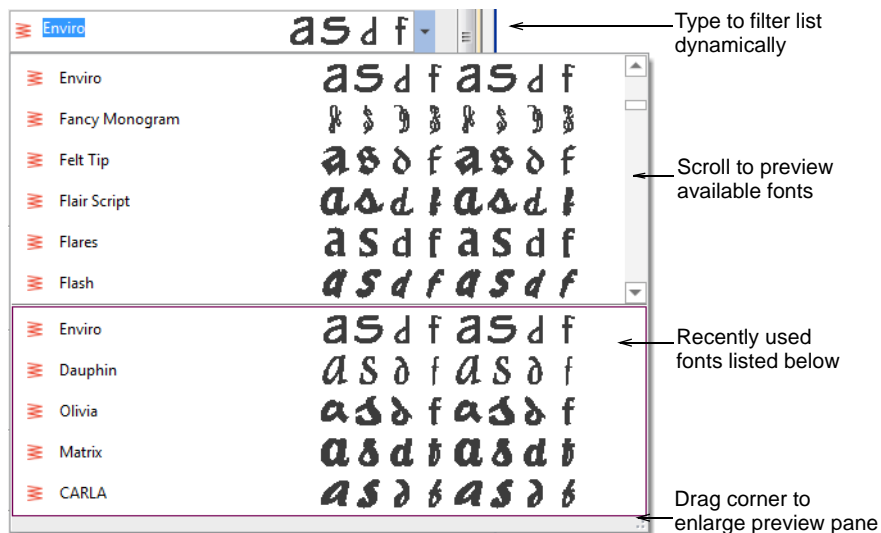 Enviro asdf
Type to filter list
dynamically
Enviro asdfasdf
Fancy Monogram asdfasdf
Felt Tip asdfasdf
Flair Script asdfasdf
Flares asdfasdf
Flash asdfasdf
Scroll to preview
available fonts
Enviro asdfasdf
Dauphin asdfasdf
Olivia asdfasdf
Matrix asdfasdf
CARLA asdfasdf
Recently used
fonts listed below
Drag corner to
enlarge preview pane